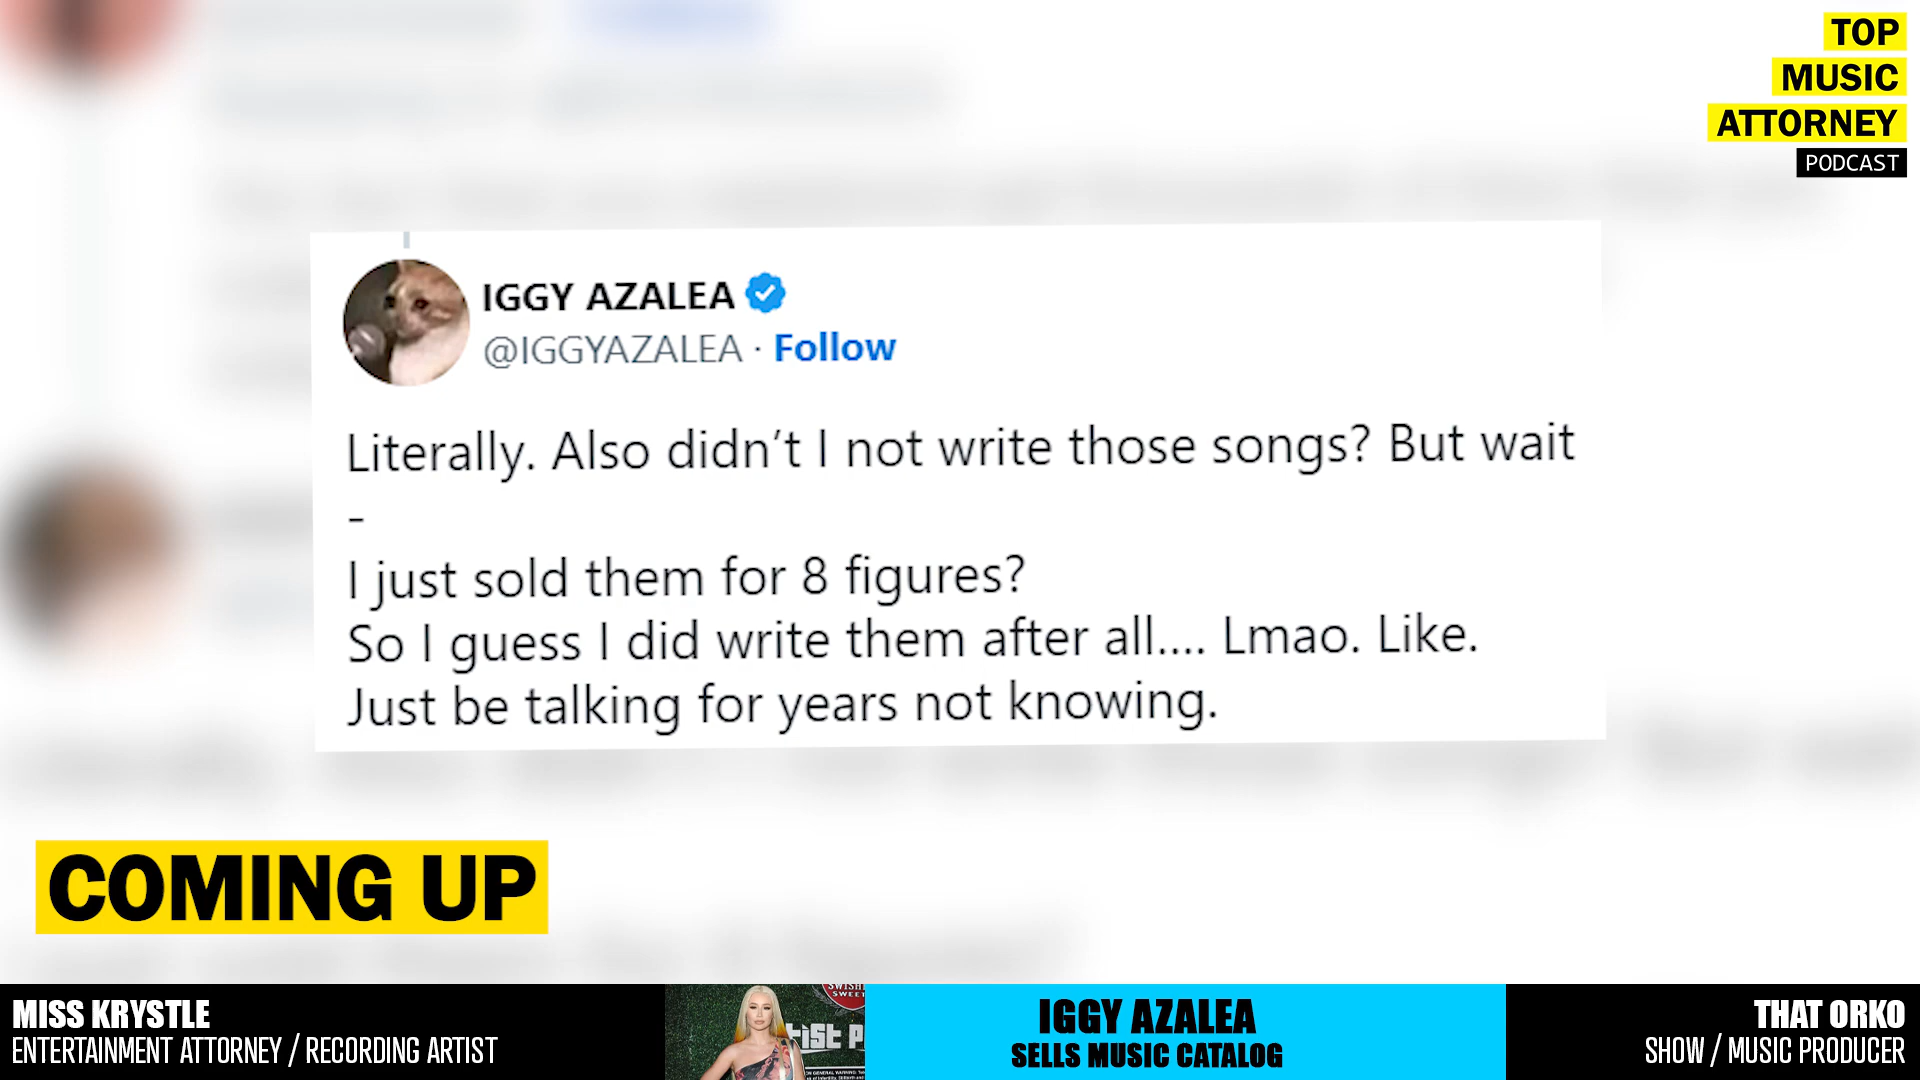 TOP
MUSIC
ATTORNEY
PODCAST
IGGY AZALEA
@IGGYAZALEA · Follow
Literally. Also didn't I not write those songs? But wait
-
I just sold them for 8 figures?
So I guess I did write them after all.... Lmao. Like.
Just be talking for years not knowing.
COMING UP
MISS KRYSTLE
ENTERTAINMENT ATTORNEY / RECORDING ARTIST
SWISHER
SWEETS
IGGY AZALEA
SELLS MUSIC CATALOG
THAT ORKO
SHOW / MUSIC PRODUCER